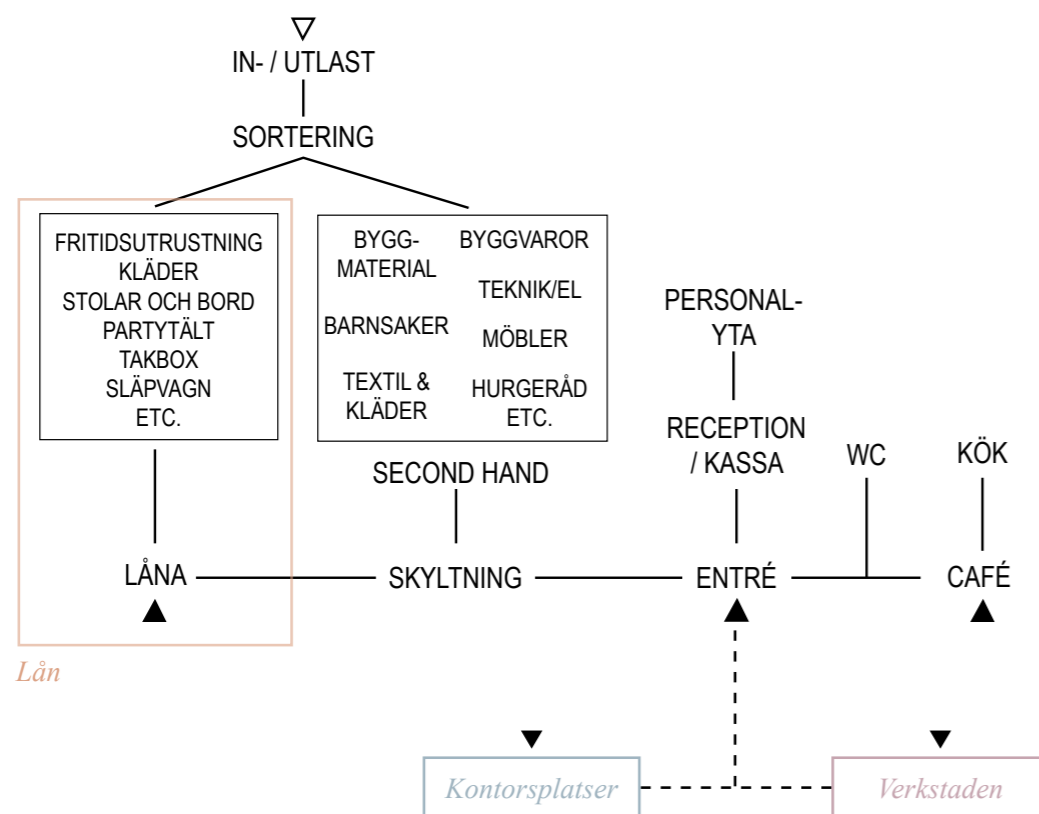 IN- / UTLAST
SORTERING
FRITIDSUTRUSTNING
KLÄDER
STOLAR OCH BORD
PARTYTÄLT
TAKBOX
SLÄPVAGN
ETC.
BYGG-
MATERIAL
BARNSAKER
TEXTIL &
KLÄDER
BYGGVAROR
TEKNIK/EL
MÖBLER
HURGERÅD
ETC.
SECOND HAND
PERSONAL-
YTA
RECEPTION
/ KASSA
WC
KÖK
LÅNA
SKYLTNING
ENTRÉ
CAFÉ
Lån
Kontorsplatser
Verkstaden